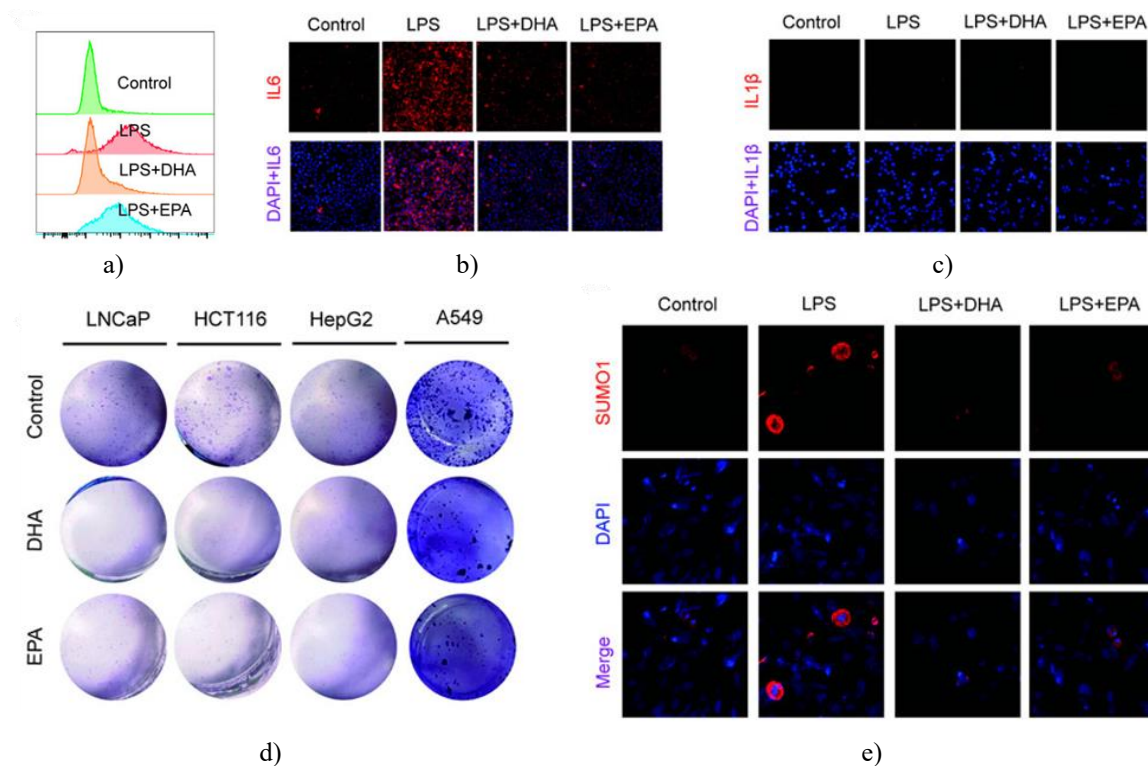 Control
LPS
LPS+DHA
LPS+EPA
a)
Control LPS LPS+DHA LPS+EPA
IL6
DAPI+IL6
b)
Control LPS LPS+DHA LPS+EPA
IL1β
DAPI+IL1β
c)
LNCaP HCT116 HepG2 A549
Control
DHA
EPA
d)
Control LPS LPS+DHA LPS+EPA
SUMO1
DAPI
Merge
e)